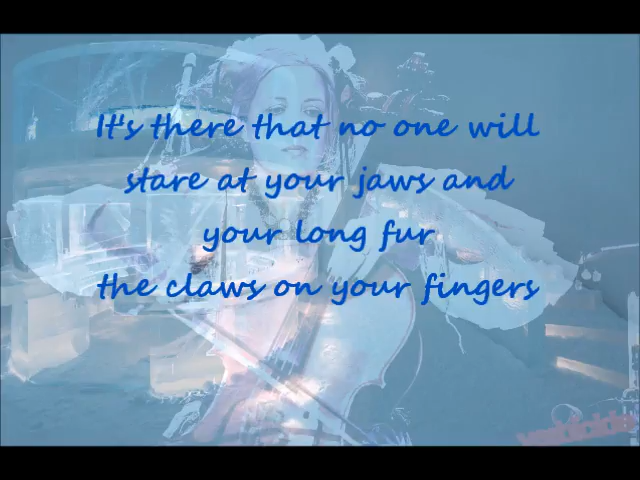 It's there that no one will
stare at your jaws and
your long fur
the claws on your fingers